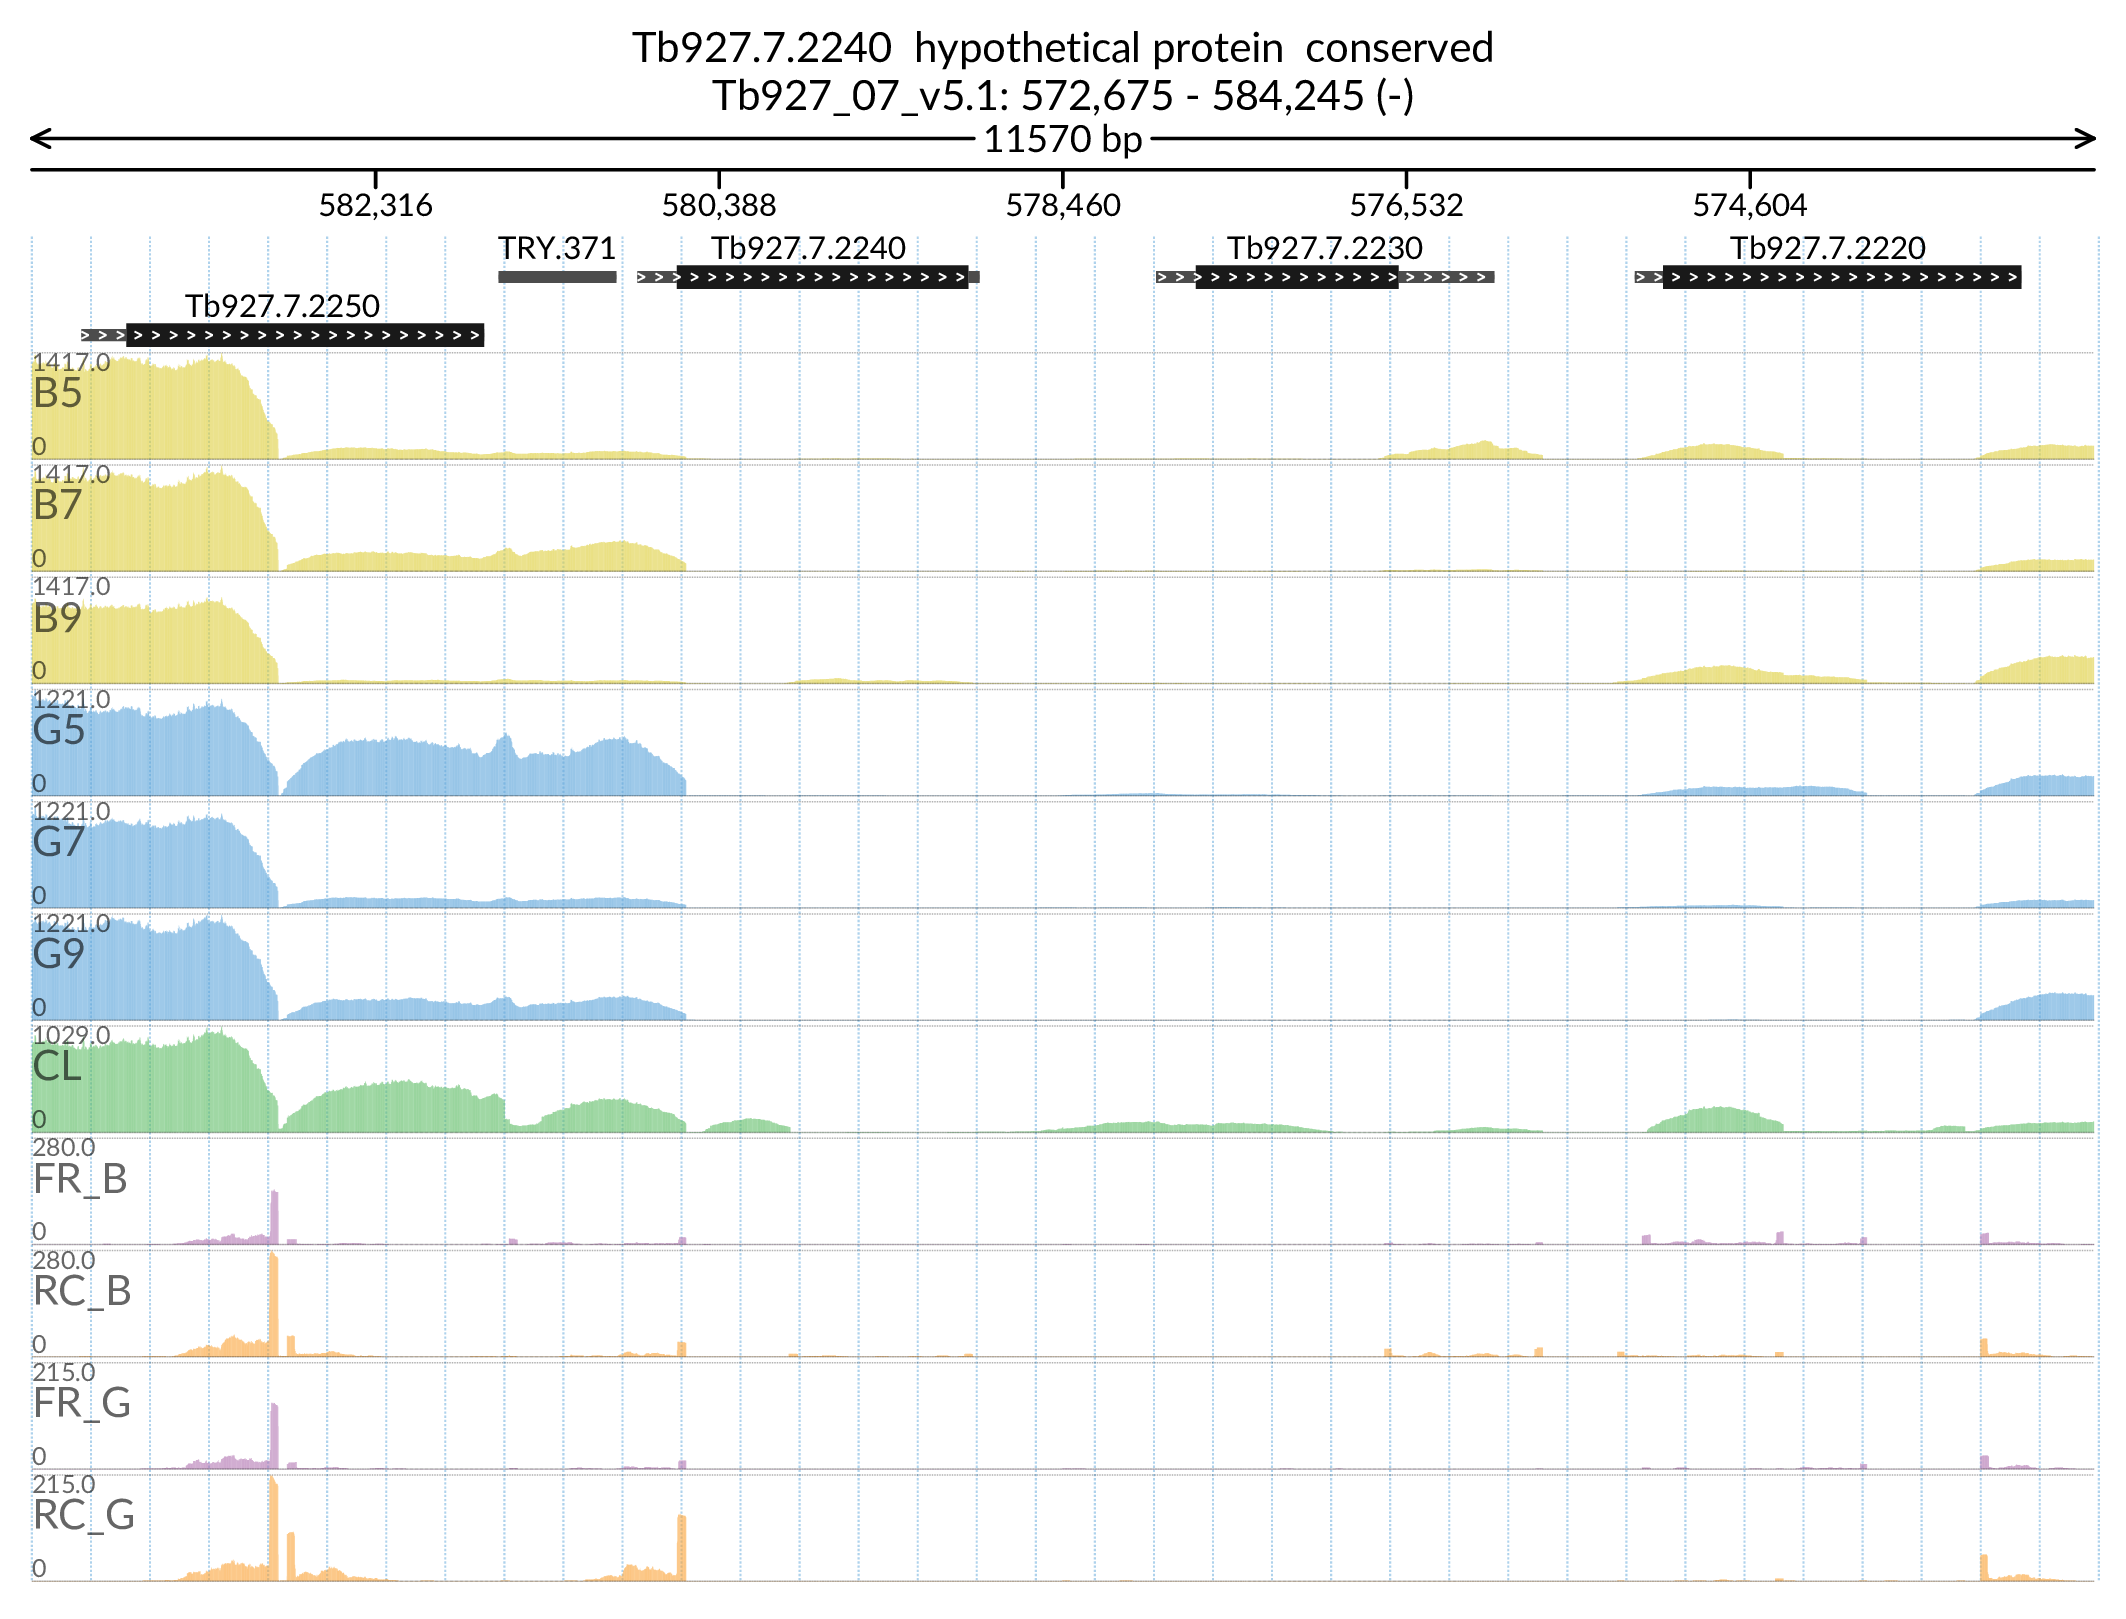 Tb927.7.2240 hypothetical protein conserved
Tb927_07_v5.1: 572,675 - 584,245 (-)
11570 bp
582,316 580,388 578,460 576,532 574,604
TRY.371 Tb927.7.2240 Tb927.7.2230 Tb927.7.2220
Tb927.7.2250
1417.0
B5
0
1417.0
B7
0
1417.0
B9
0
1221.0
G5
0
1221.0
G7
0
1221.0
G9
0
1029.0
CL
0
280.0
FR_B
0
280.0
RC_B
0
215.0
FR_G
0
215.0
RC_G
0